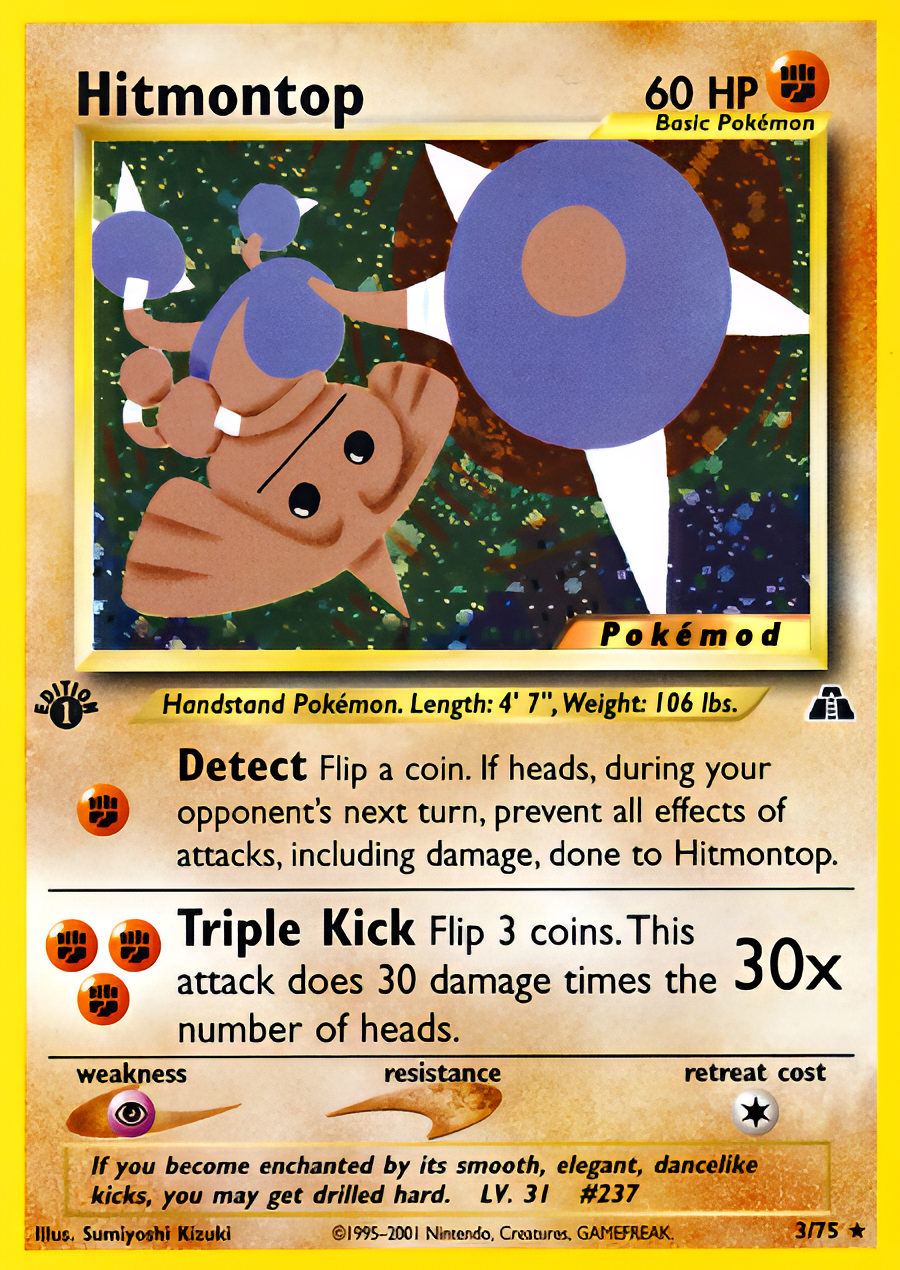 Hitmontop
60 HP
Basic Pokémon
Pokémod
EDITION
1
Handstand Pokémon. Length: 4' 7", Weight: 106 lbs.
Detect Flip a coin. If heads, during your
opponent's next turn, prevent all effects of
attacks, including damage, done to Hitmontop.
Triple Kick Flip 3 coins. This
attack does 30 damage times the
number of heads.
30x
weakness
resistance
retreat cost
If you become enchanted by its smooth, elegant, dancelike
kicks, you may get drilled hard. LV. 31 #237
Illus. Sumiyoshi Kizuki
©1995-2001 Nintendo, Creatures, GAMEFREAK.
3/75 ★